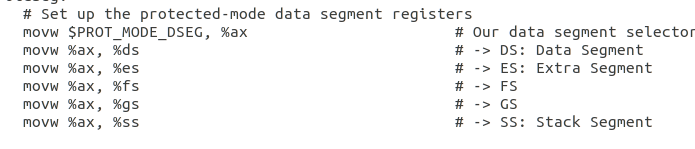 # Set up the protected-mode data segment registers
movw $PROT_MODE_DSEG, %ax # Our data segment selector
movw %ax, %ds # -> DS: Data Segment
movw %ax, %es # -> ES: Extra Segment
movw %ax, %fs # -> FS
movw %ax, %gs # -> GS
movw %ax, %ss # -> SS: Stack Segment